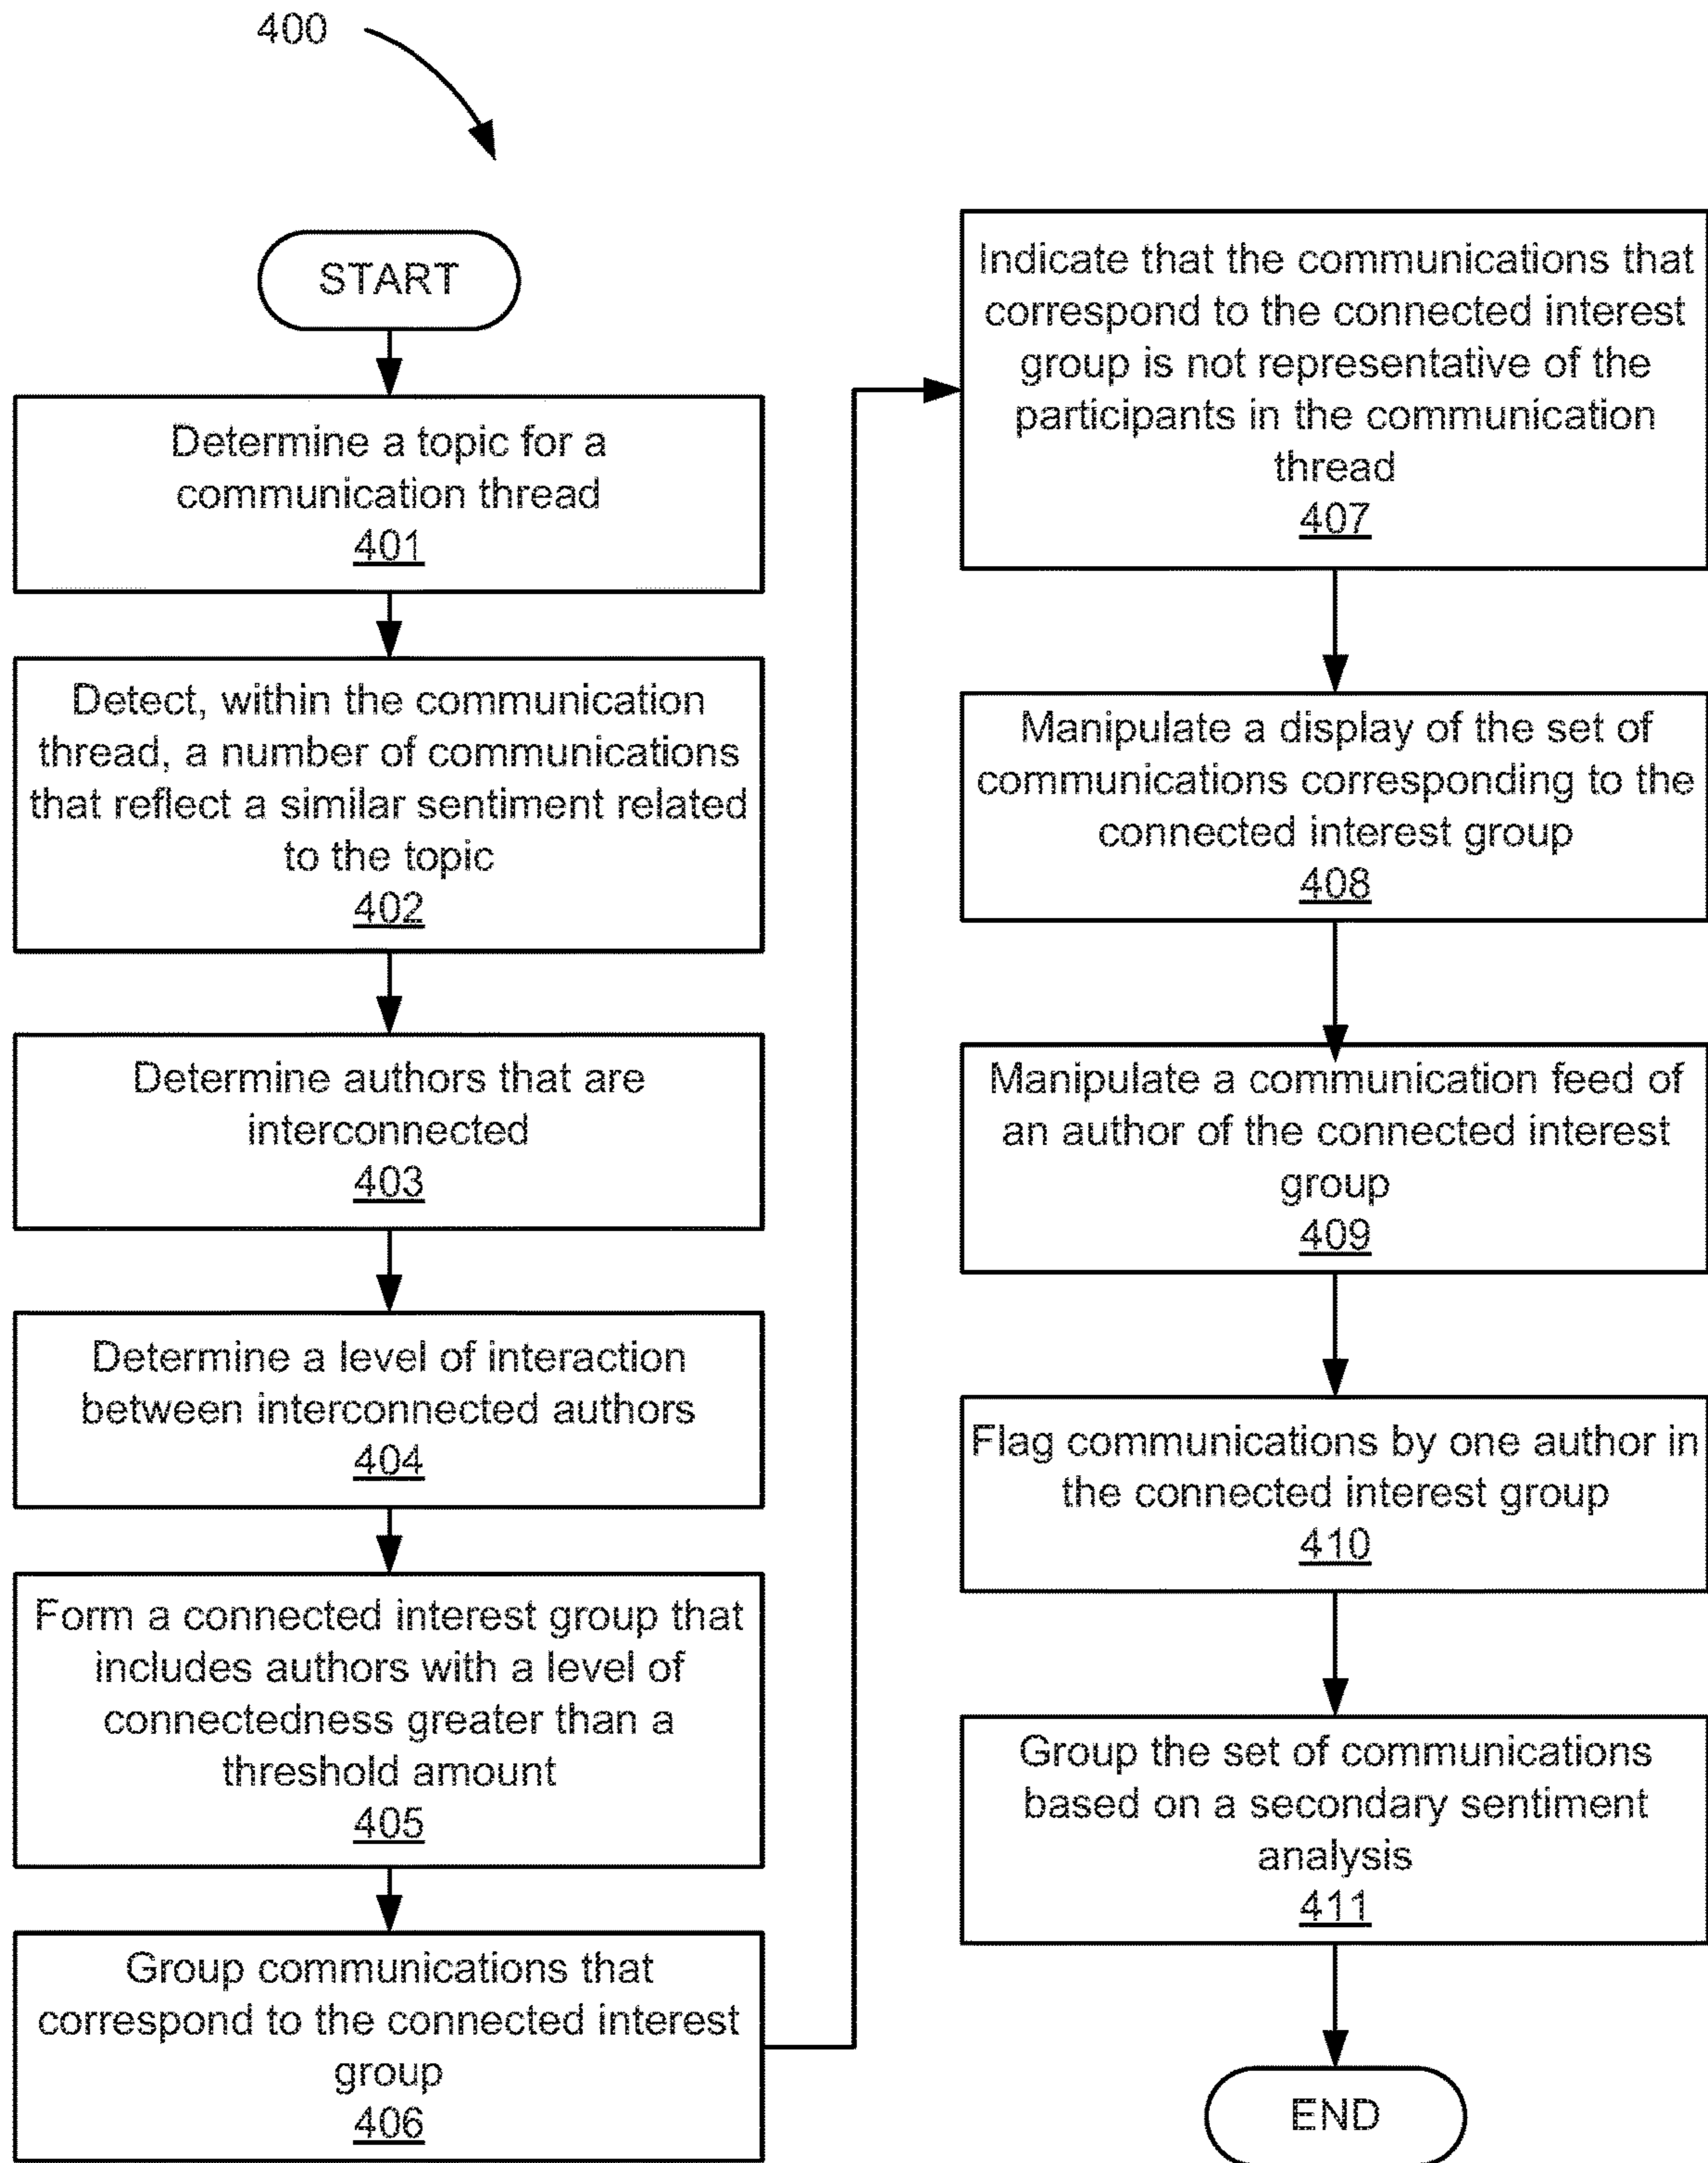 400
START
Determine a topic for a
communication thread
401
Detect, within the communication
thread, a number of communications
that reflect a similar sentiment related
to the topic
402
Determine authors that are
interconnected
403
Determine a level of interaction
between interconnected authors
404
Form a connected interest group that
includes authors with a level of
connectedness greater than a
threshold amount
405
Group communications that
correspond to the connected interest
group
406
Indicate that the communications that
correspond to the connected interest
group is not representative of the
participants in the communication
thread
407
Manipulate a display of the set of
communications corresponding to the
connected interest group
408
Manipulate a communication feed of
an author of the connected interest
group
409
Flag communications by one author in
the connected interest group
410
Group the set of communications
based on a secondary sentiment
analysis
411
END